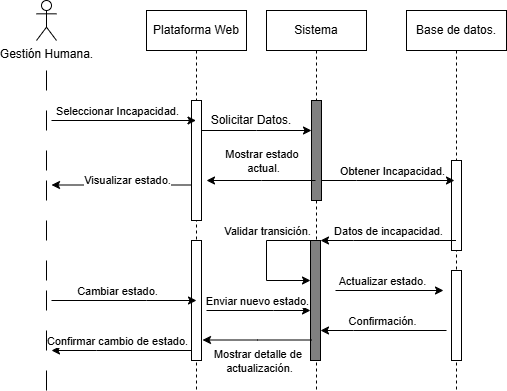 Plataforma Web
Sistema
Base de datos.
Gestión Humana.
Seleccionar Incapacidad.
Solicitar Datos.
Mostrar estado
actual.
Obtener Incapacidad.
Visualizar estado.
Validar transición.
Datos de incapacidad.
Cambiar estado.
Actualizar estado.
Enviar nuevo estado.
Confirmación.
Confirmar cambio de estado.
Mostrar detalle de
actualización.